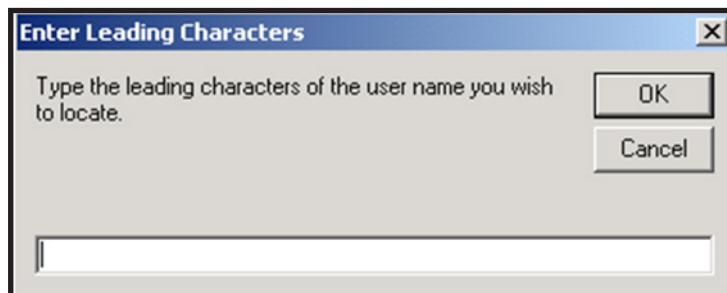 Enter Leading Characters
Type the leading characters of the user name you wish
to locate.
OK
Cancel